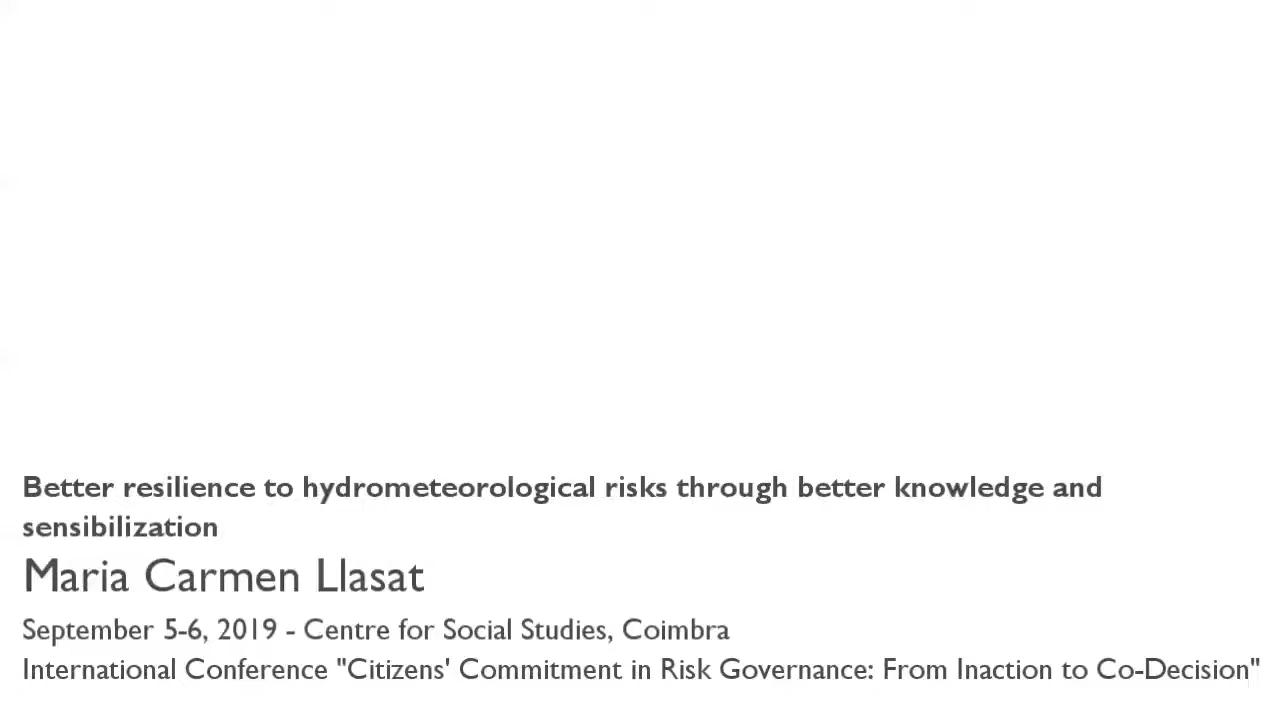 Better resilience to hydrometeorological risks through better knowledge and
sensibilization
Maria Carmen Llasat
September 5-6, 2019 - Centre for Social Studies, Coimbra
International Conference "Citizens' Commitment in Risk Governance: From Inaction to Co-Decision"